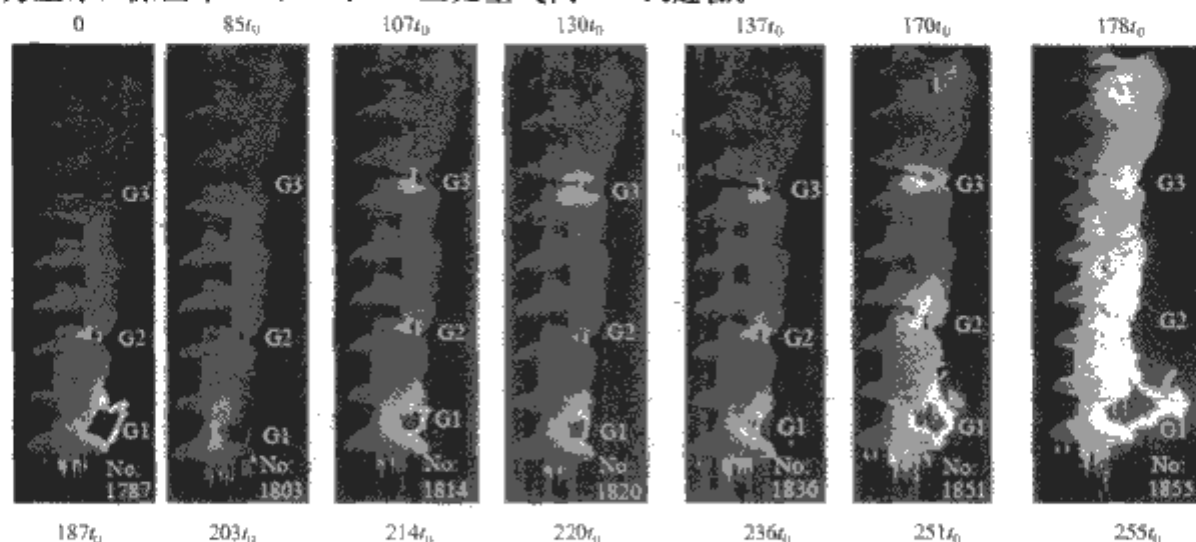 0 85t₀ 107t₀ 130t₀ 137t₀ 170t₀ 178t₀
G3 G3 G3 G3 G3 G3
G2 G2 G2 G2 G2 G2 G2
G1 G1 G1 G1 G1 G1 G1
No No No No No No No
1787 1803 1814 1820 1836 1851 1855
187t₀ 203t₀ 214t₀ 220t₀ 236t₀ 251t₀ 255t₀